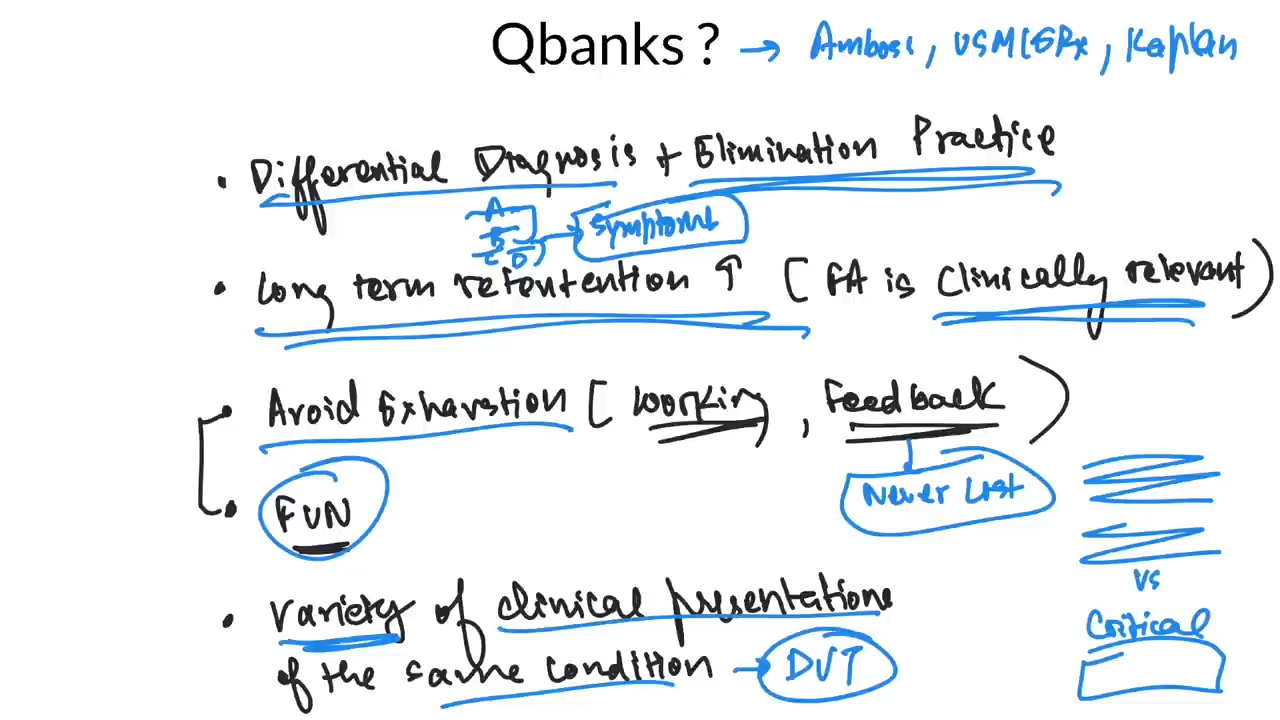 Qbanks ? → Amboss, USMLERx, Kaplan
• Differential Diagnosis + Elimination Practice
A
B
C D → Symptoms
• Long term retentention ↑ [ FA is clinically relevant )
• Avoid Exhaustion [ working, Feedback )
Never Lost
• FUN
vs
Critical
• Variety of clinical presentations
of the same condition → DVT